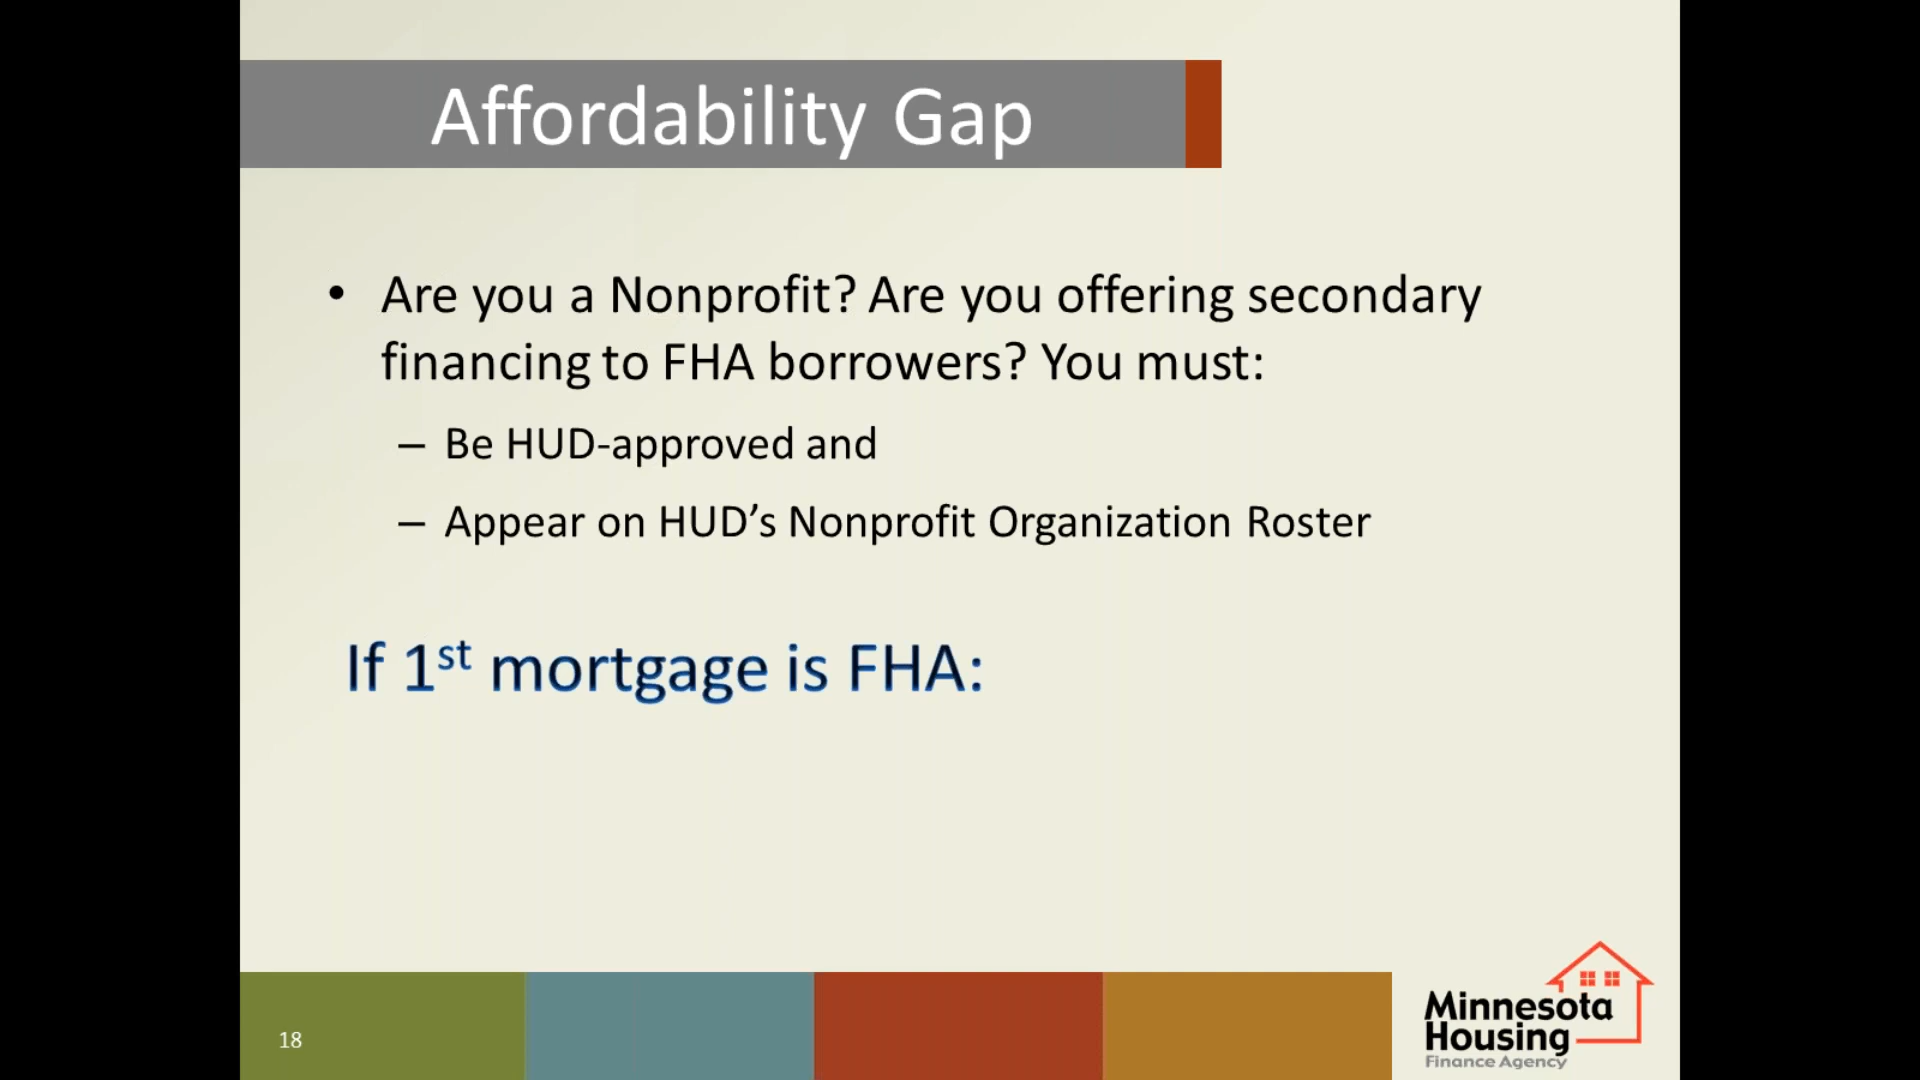 Affordability Gap
• Are you a Nonprofit? Are you offering secondary
financing to FHA borrowers? You must:
– Be HUD-approved and
– Appear on HUD’s Nonprofit Organization Roster
If 1st mortgage is FHA:
18
Minnesota
Housing
Finance Agency